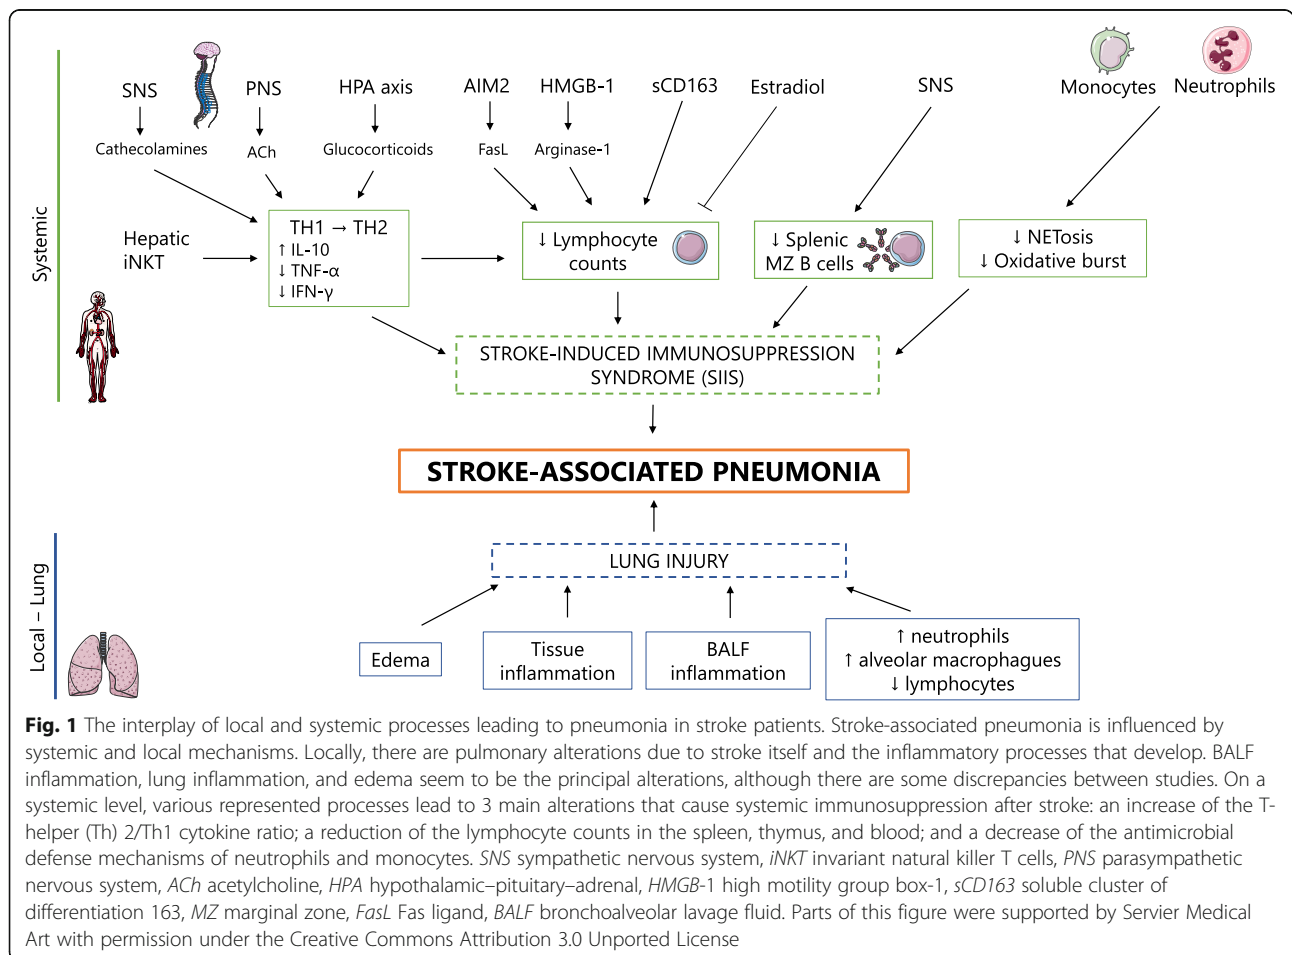 Systemic
SNS
PNS
HPA axis
AIM2
HMGB-1
sCD163
Estradiol
SNS
Monocytes
Neutrophils
Cathecolamines
ACh
Glucocorticoids
FasL
Arginase-1
Hepatic
iNKT
TH1 → TH2
↑ IL-10
↓ TNF-α
↓ IFN-γ
↓ Lymphocyte
counts
↓ Splenic
MZ B cells
↓ NETosis
↓ Oxidative burst
STROKE-INDUCED IMMUNOSUPPRESSION
SYNDROME (SIIS)
STROKE-ASSOCIATED PNEUMONIA
Local – Lung
LUNG INJURY
Edema
Tissue
inflammation
BALF
inflammation
↑ neutrophils
↑ alveolar macrophagues
↓ lymphocytes
Fig. 1 The interplay of local and systemic processes leading to pneumonia in stroke patients. Stroke-associated pneumonia is influenced by
systemic and local mechanisms. Locally, there are pulmonary alterations due to stroke itself and the inflammatory processes that develop. BALF
inflammation, lung inflammation, and edema seem to be the principal alterations, although there are some discrepancies between studies. On a
systemic level, various represented processes lead to 3 main alterations that cause systemic immunosuppression after stroke: an increase of the T-
helper (Th) 2/Th1 cytokine ratio; a reduction of the lymphocyte counts in the spleen, thymus, and blood; and a decrease of the antimicrobial
defense mechanisms of neutrophils and monocytes. SNS sympathetic nervous system, iNKT invariant natural killer T cells, PNS parasympathetic
nervous system, ACh acetylcholine, HPA hypothalamic–pituitary–adrenal, HMGB-1 high motility group box-1, sCD163 soluble cluster of
differentiation 163, MZ marginal zone, FasL Fas ligand, BALF bronchoalveolar lavage fluid. Parts of this figure were supported by Servier Medical
Art with permission under the Creative Commons Attribution 3.0 Unported License